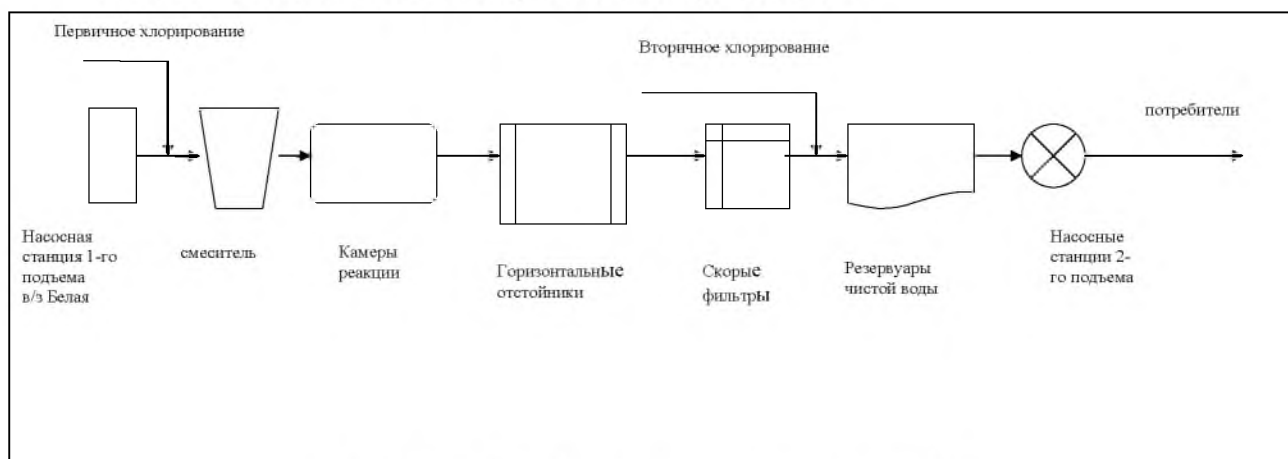 Первичное хлорирование
Вторичное хлорирование
потребители
Насосная
станция 1-го
подъема
в/з Белая
смеситель
Камеры
реакции
Горизонтальные
отстойники
Скорые
фильтры
Резервуары
чистой воды
Насосные
станции 2-
го подъема